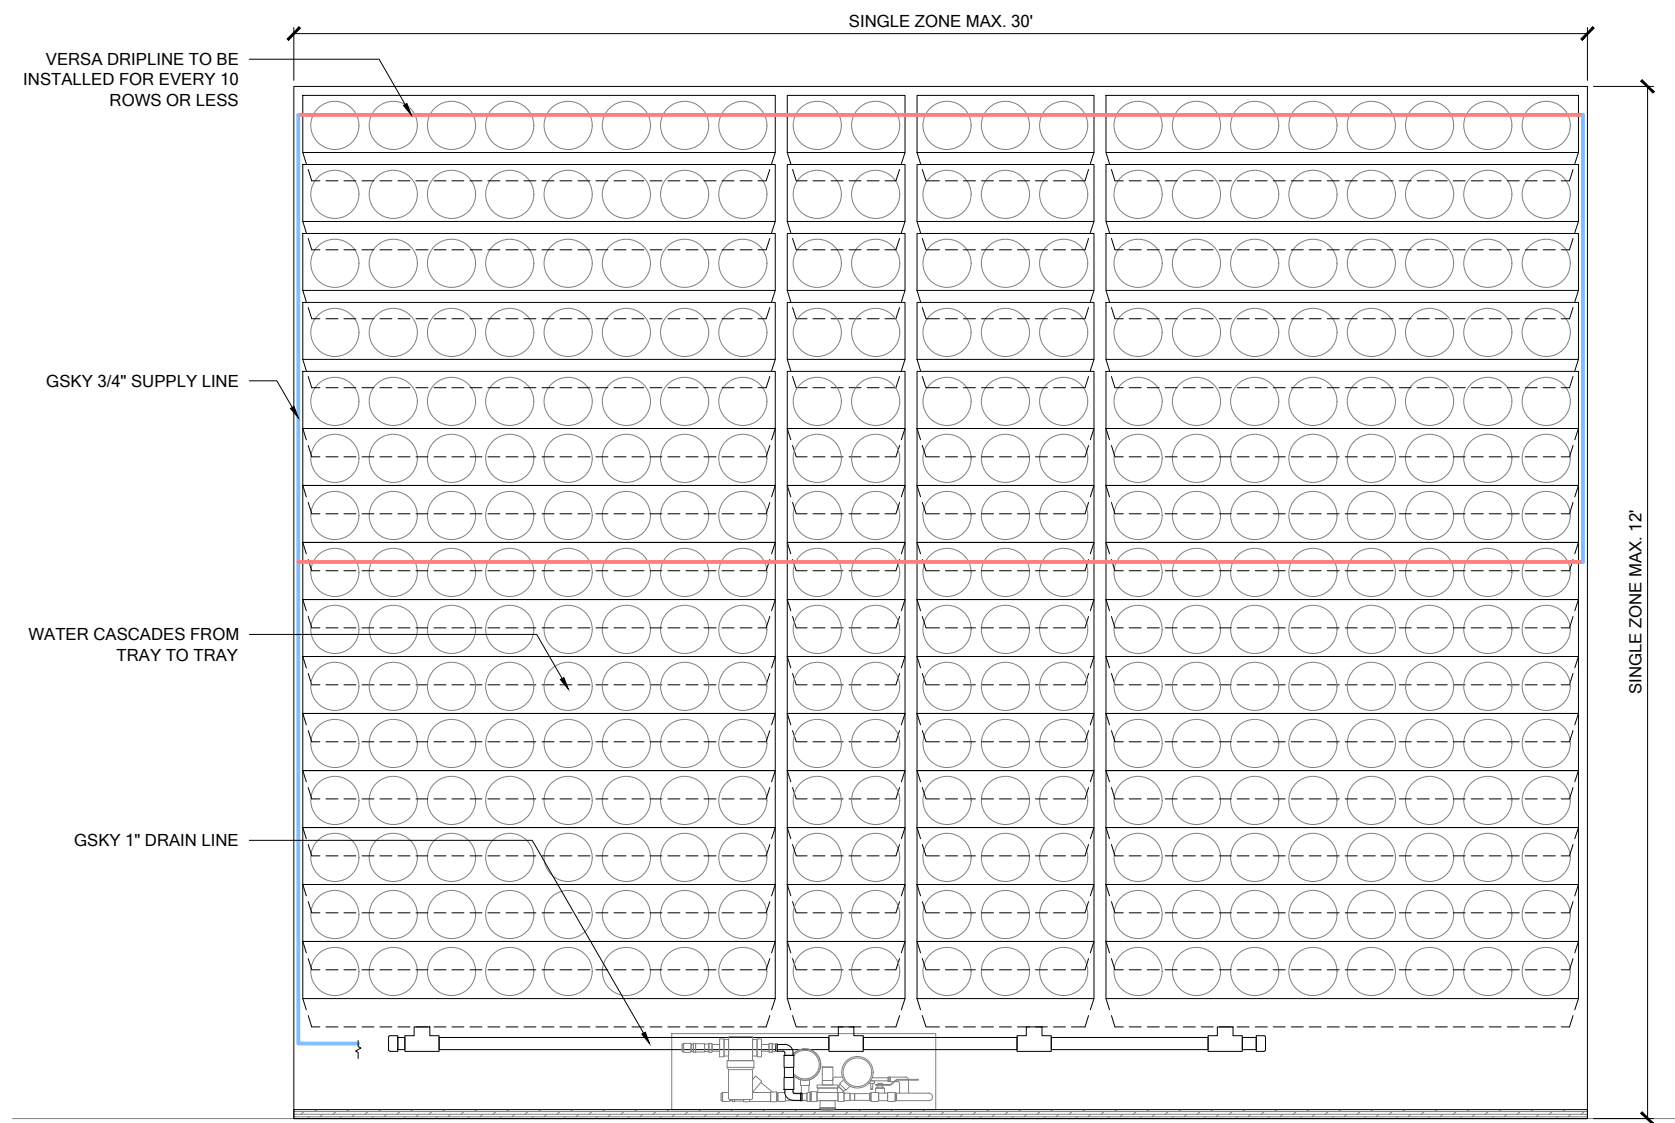 SINGLE ZONE MAX. 30'
VERSA DRIPLINE TO BE
INSTALLED FOR EVERY 10
ROWS OR LESS
GSKY 3/4" SUPPLY LINE
SINGLE ZONE MAX. 12'
WATER CASCADES FROM
TRAY TO TRAY
GSKY 1" DRAIN LINE